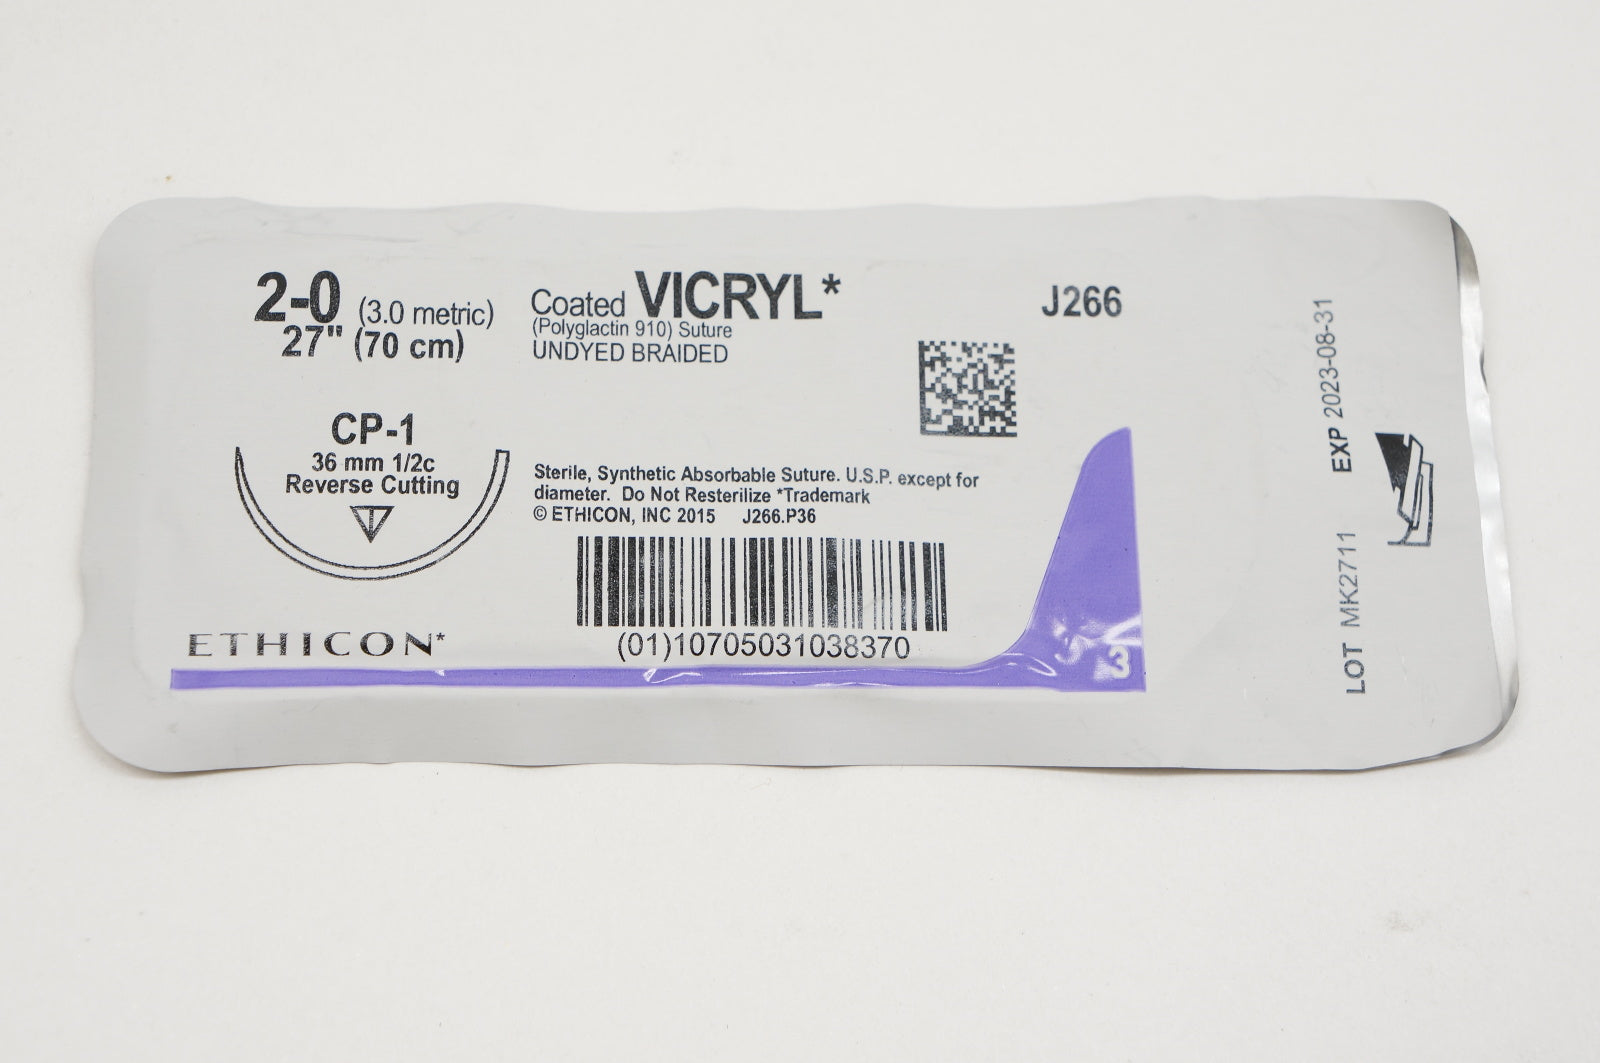 2-0 (3.0 metric)
27" (70 cm)
Coated VICRYL*
(Polyglactin 910) Suture
UNDYED BRAIDED
J266
CP-1
36 mm 1/2c
Reverse Cutting
Sterile, Synthetic Absorbable Suture. U.S.P. except for
diameter. Do Not Resterilize *Trademark
© ETHICON, INC 2015 J266.P36
(01)10705031038370
ETHICON*
3
LOT MK2711 EXP 2023-08-31